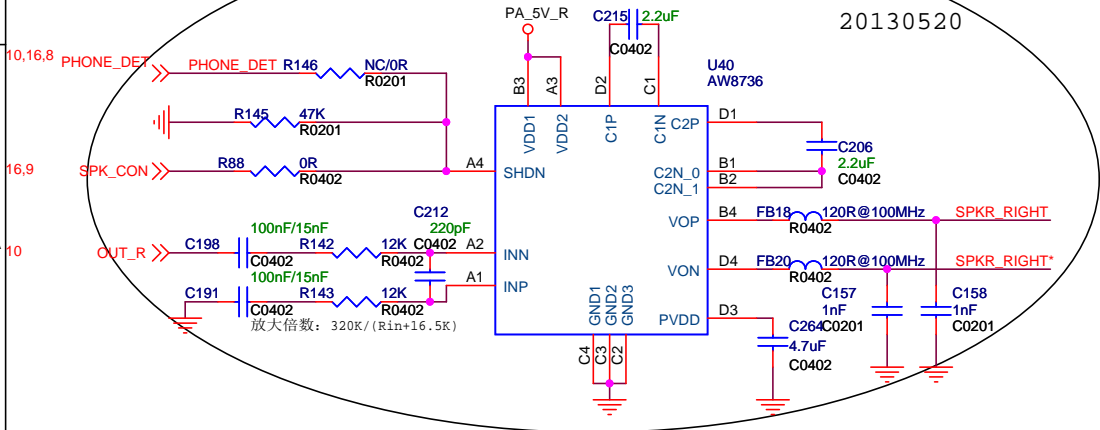 PA_5V_R
C215 2.2uF
C0402
20130520
10,16,8
PHONE_DET
PHONE_DET R146 NC/0R
R0201
U40
AW8736
B3
A3
D2
C1
VDD1
VDD2
C1P
C1N
C2P
D1
R145 47K
R0201
C206
2.2uF
C0402
16,9
SPK_CON
R88 0R
R0402
A4
SHDN
C2N_0
B1
C2N_1
B2
VOP
B4
FB18 120R@100MHz
R0402
SPKR_RIGHT
C212
220pF
C0402
10
OUT_R
C198
100nF/15nF
C0402
R142 12K
R0402
A2
INN
VON
D4
FB20 120R@100MHz
R0402
SPKR_RIGHT*
C191
100nF/15nF
C0402
R143 12K
R0402
A1
INP
C157
1nF
C0201
C158
1nF
C0201
放大倍数: 320K/(Rin+16.5K)
GND1
GND2
GND3
PVDD
D3
C264
4.7uF
C0402
C4
C3
C2